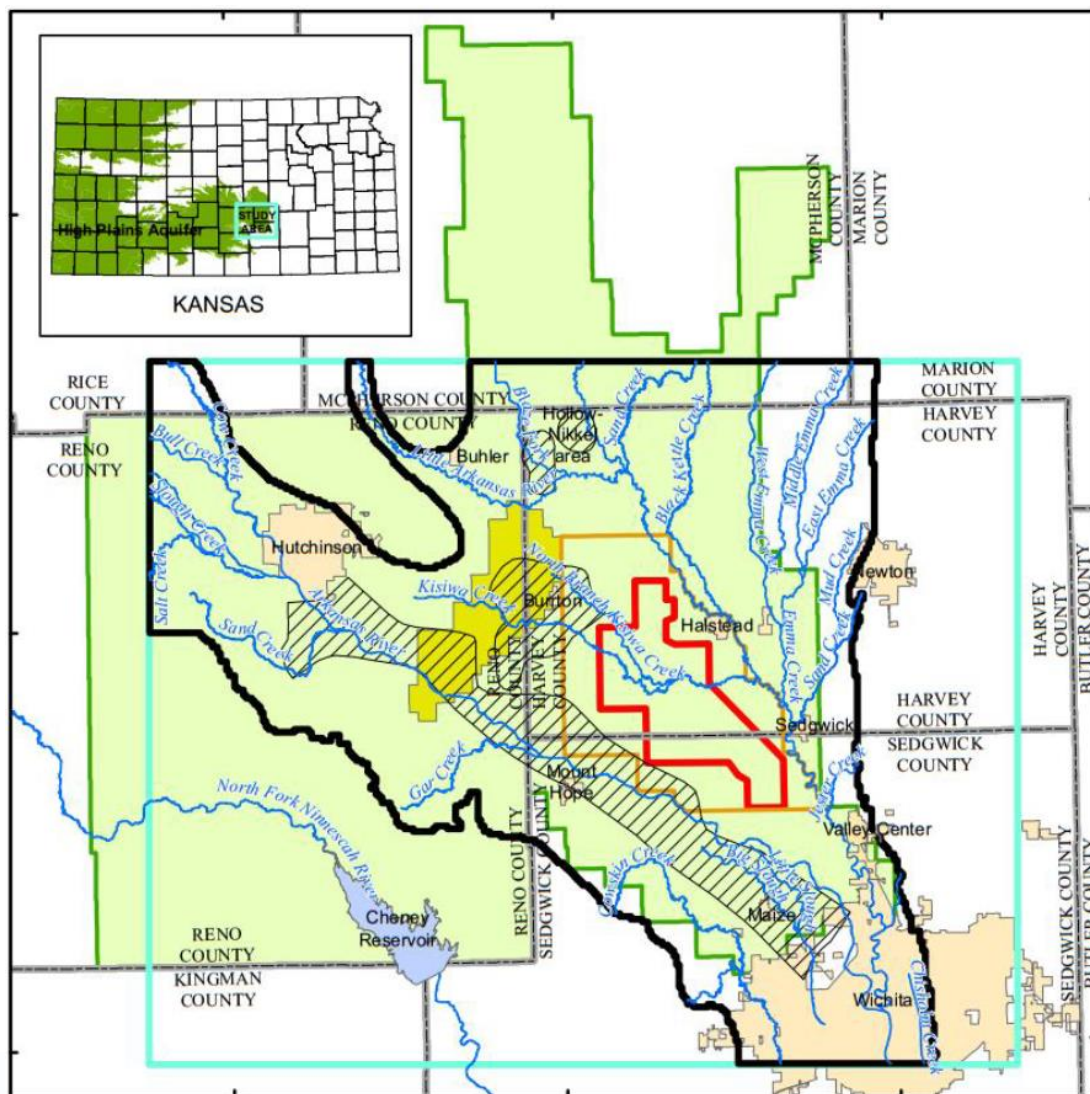 High Plains Aquifer
STUDY
AREA
KANSAS
MCPHERSON
COUNTY
MARION
COUNTY
RICE
COUNTY
RENO
COUNTY
MCPHERSON COUNTY
RENO COUNTY
MARION
COUNTY
HARVEY
COUNTY
Cow Creek
Bull Creek
Slough Creek
Salt Creek
Sand Creek
Arkansas River
Hutchinson
Buhler
Little Arkansas River
Hollow-
Nikkel
area
Sand Creek
Black Kettle Creek
West Emma Creek
Middle Emma Creek
East Emma Creek
Mud Creek
Newton
Emma Creek
Sand Creek
Kisiwa Creek
Burrton
Kisiwa Creek
Halstead
RENO
COUNTY
HARVEY
COUNTY
HARVEY
COUNTY
BUTLER COUNTY
Sedgwick
HARVEY
COUNTY
SEDGWICK
COUNTY
Gar Creek
Mount
Hope
Jester Creek
Valley Center
North Fork Ninnescah River
RENO COUNTY
SEDGWICK COUNTY
Cowskin Creek
Big Slough
Maize
Cheney
Reservoir
RENO
COUNTY
KINGMAN
COUNTY
Wichita
Chisholm Creek
SEDGWICK COUNTY
BUTLER COUNTY